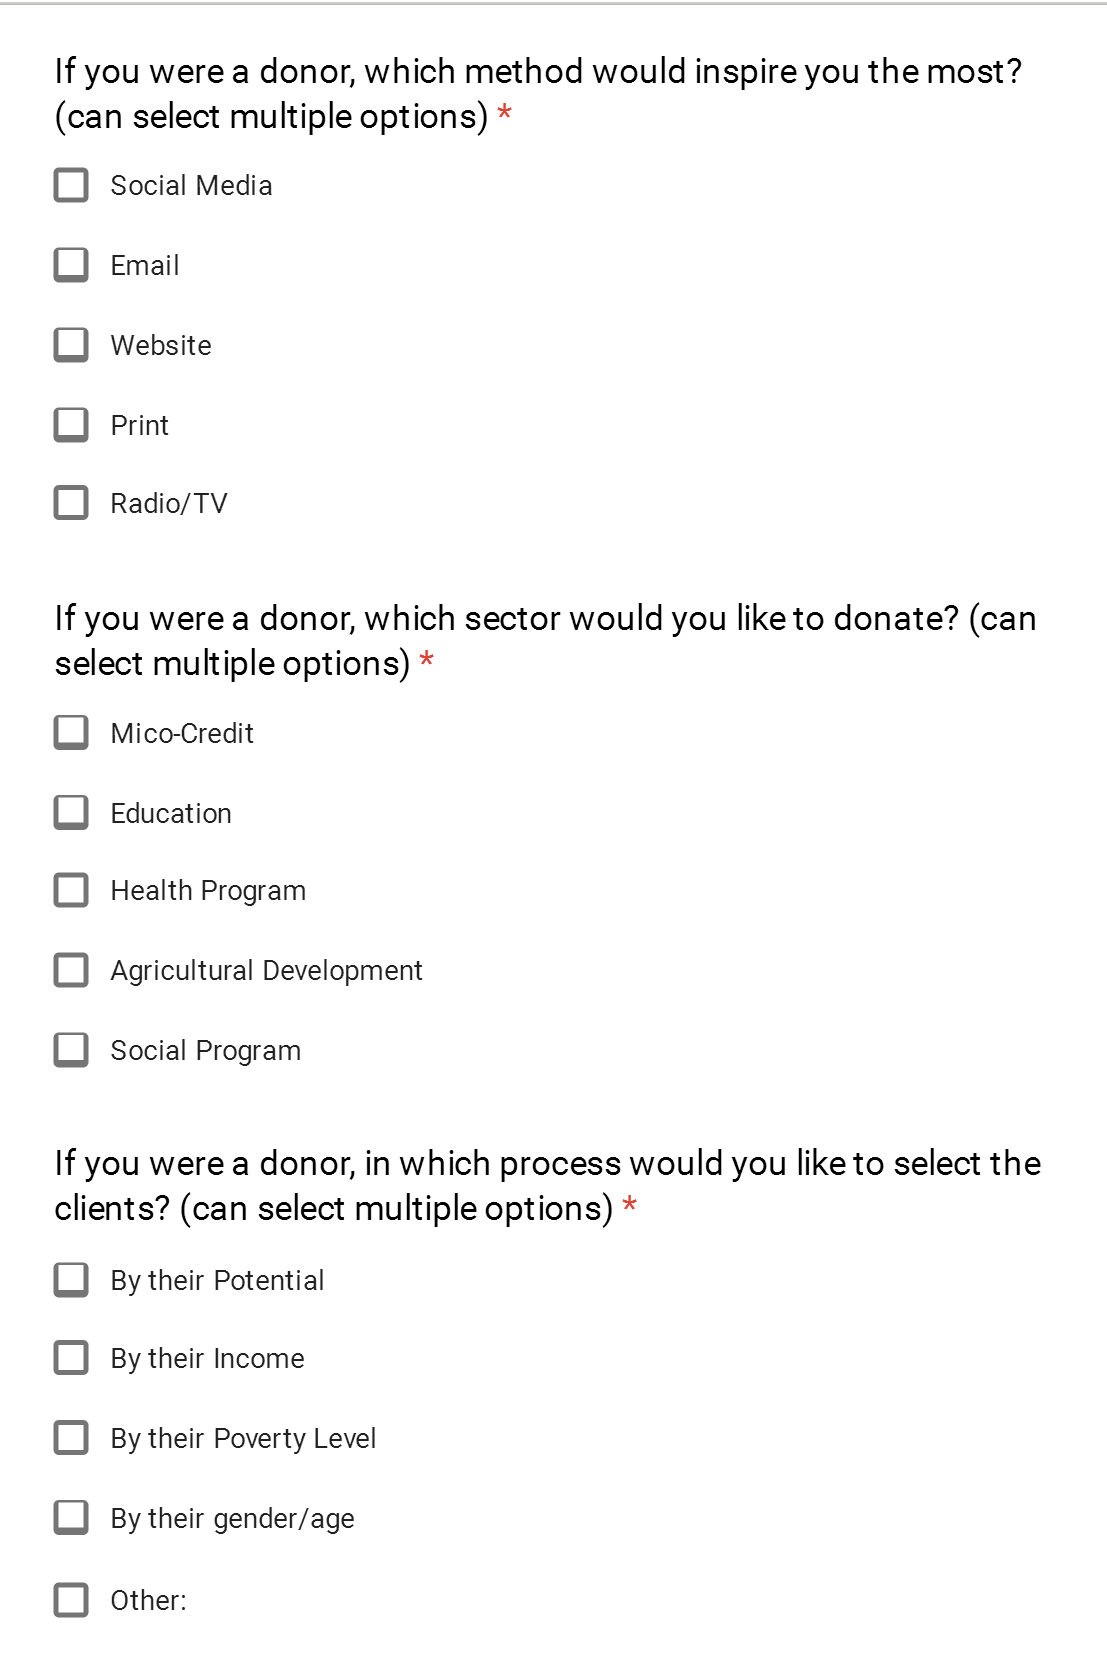 If you were a donor, which method would inspire you the most?
(can select multiple options) *
Social Media
Email
Website
Print
Radio/TV
If you were a donor, which sector would you like to donate? (can
select multiple options) *
Mico-Credit
Education
Health Program
Agricultural Development
Social Program
If you were a donor, in which process would you like to select the
clients? (can select multiple options) *
By their Potential
By their Income
By their Poverty Level
By their gender/age
Other: